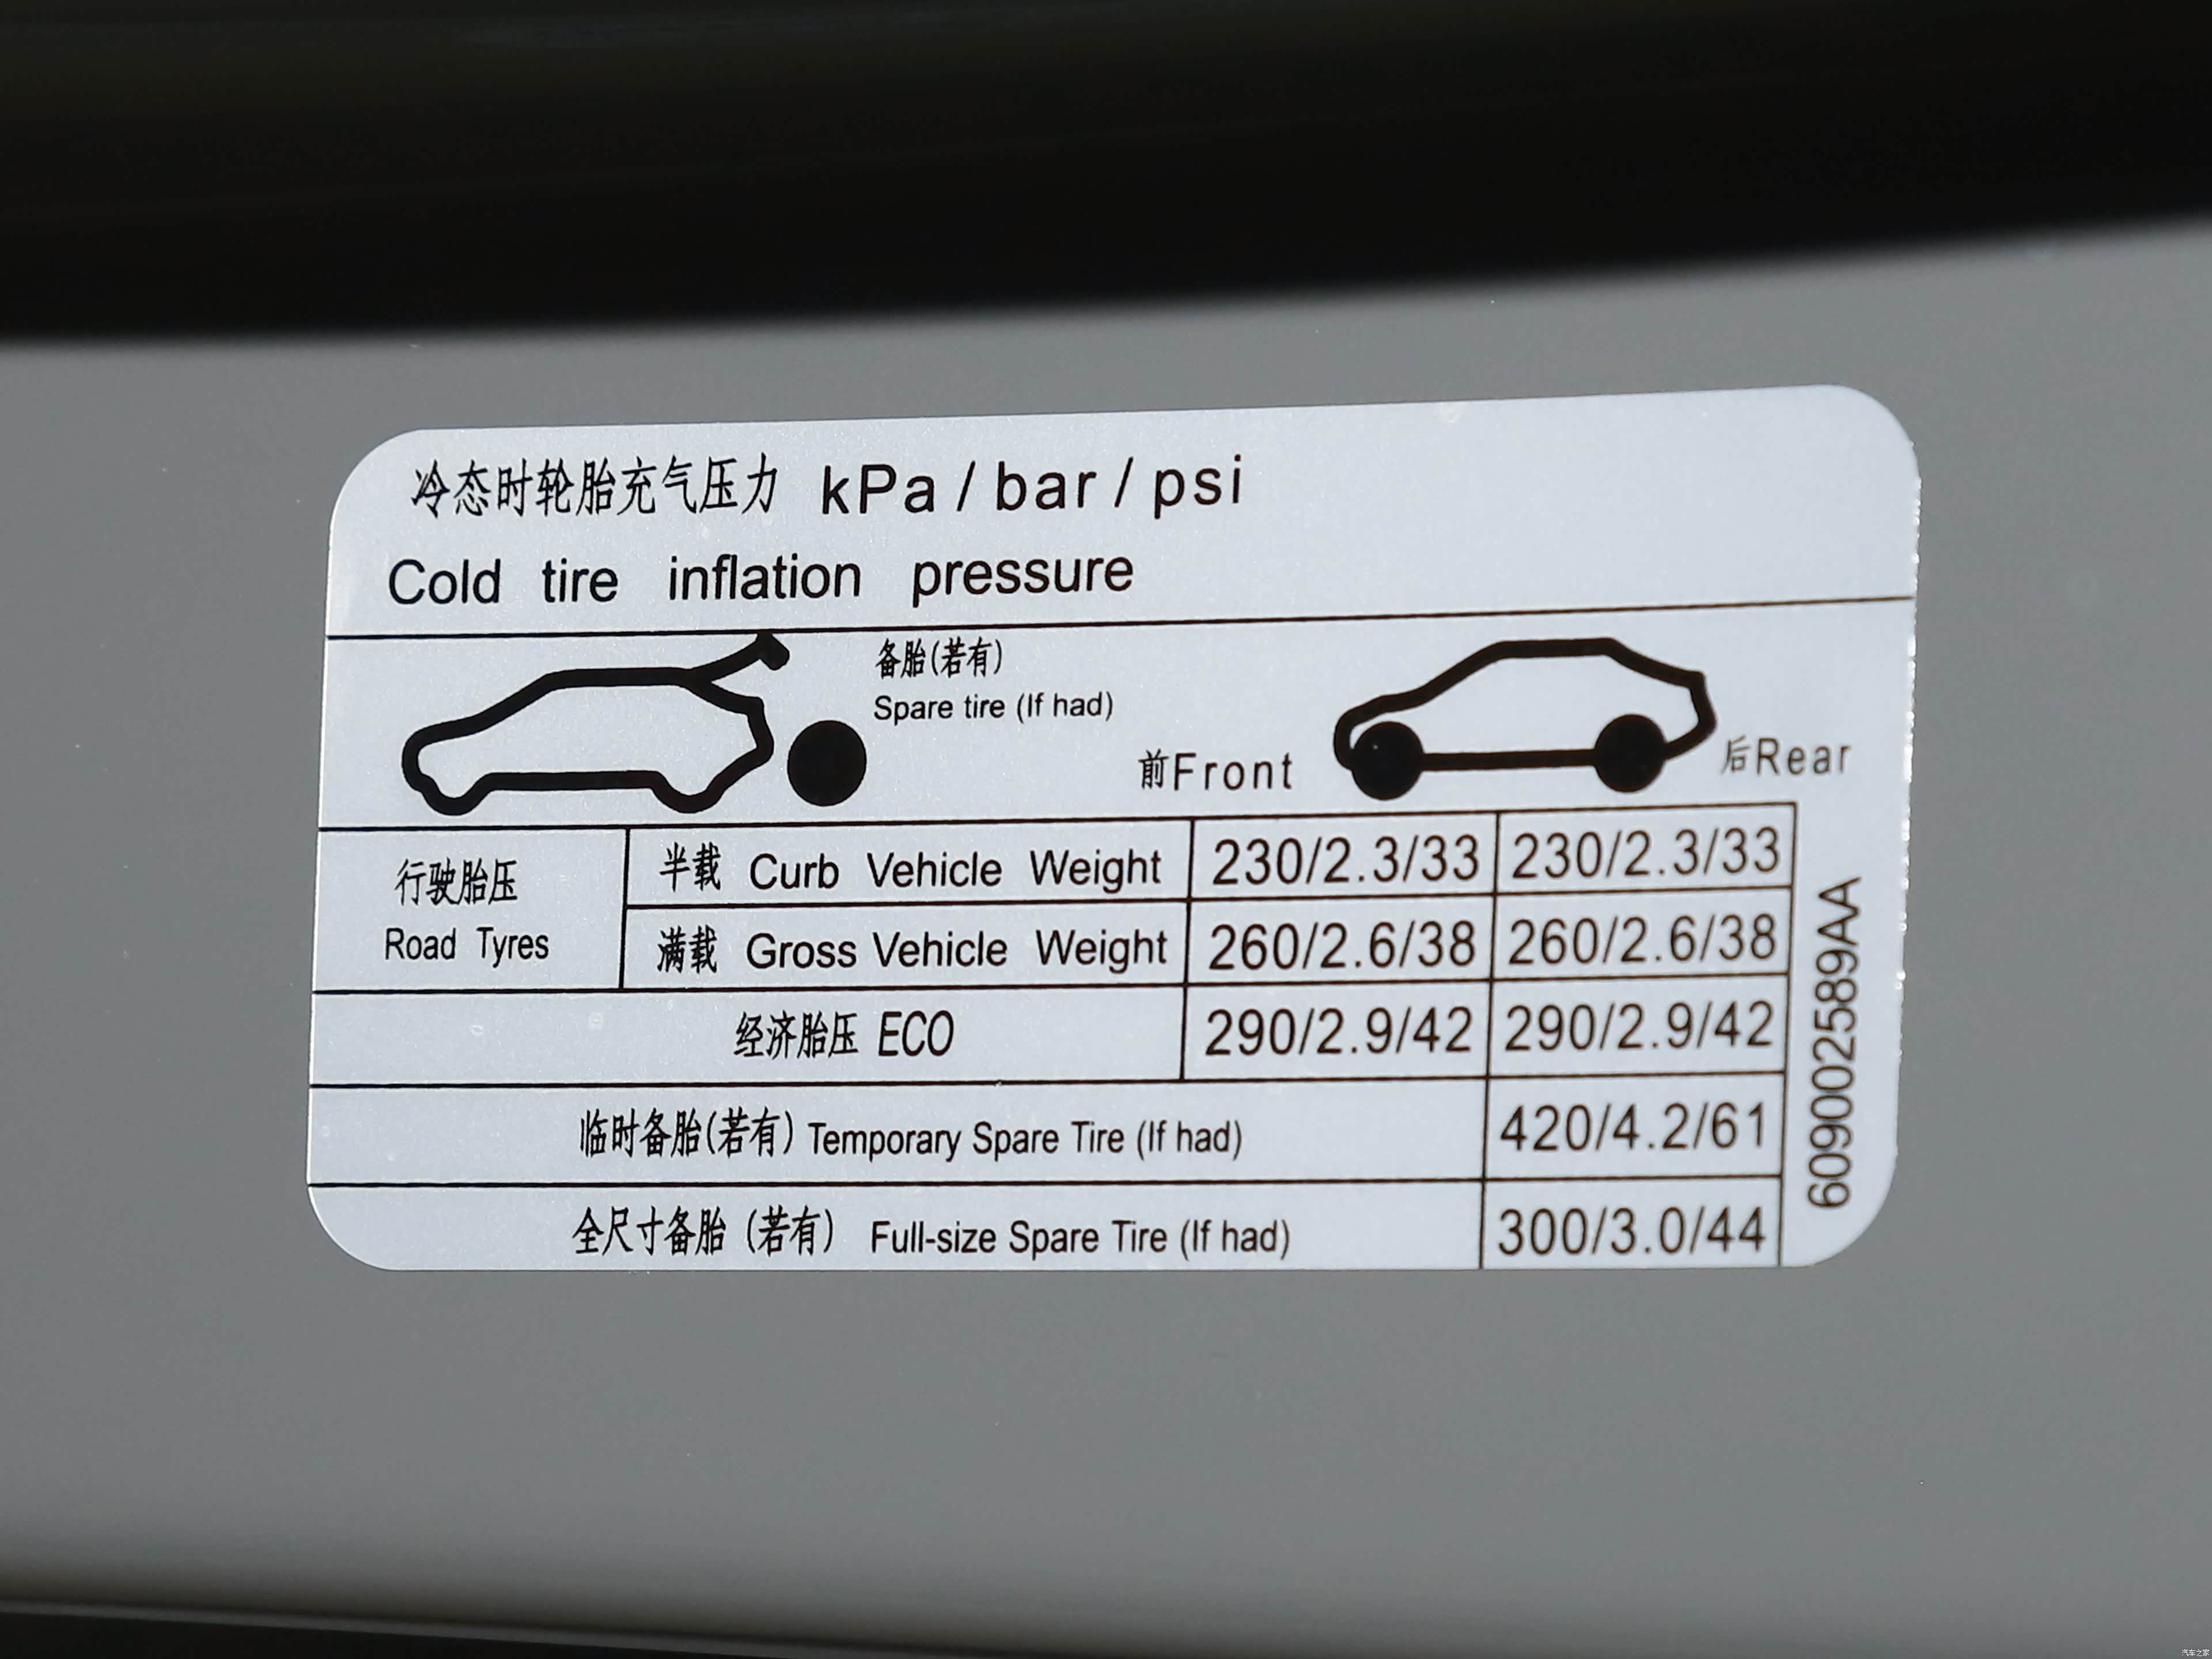 冷态时轮胎充气压力 kPa / bar / psi
Cold tire inflation pressure
备胎(若有)
Spare tire (If had)
前Front
后Rear
行驶胎压
Road Tyres
半载 Curb Vehicle Weight 230/2.3/33 230/2.3/33
满载 Gross Vehicle Weight 260/2.6/38 260/2.6/38
经济胎压 ECO 290/2.9/42 290/2.9/42
临时备胎(若有) Temporary Spare Tire (If had) 420/4.2/61
全尺寸备胎 (若有) Full-size Spare Tire (If had) 300/3.0/44
609002589AA
汽车之家